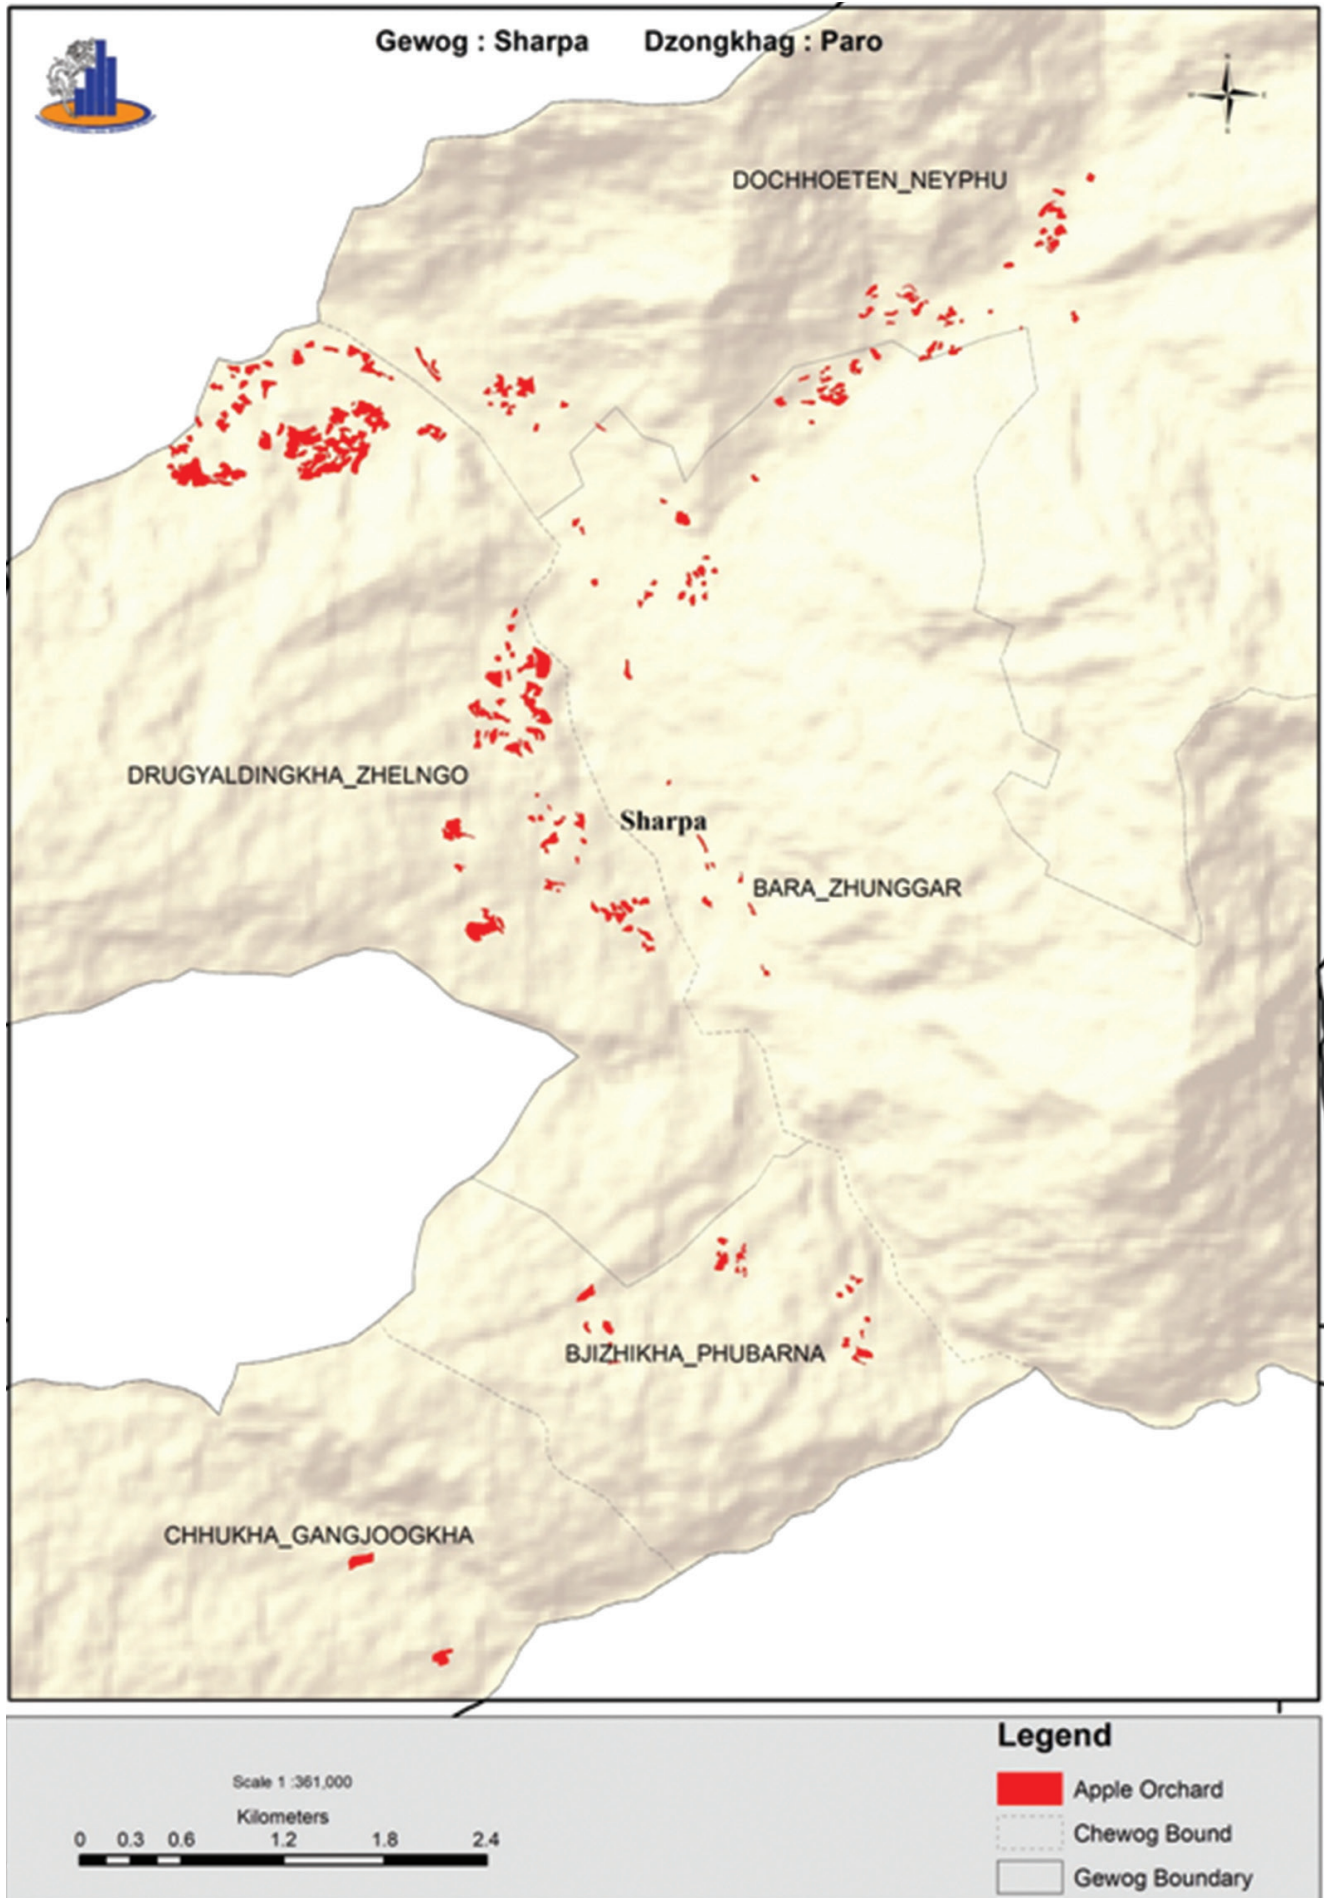 Gewog : Sharpa Dzongkhag : Paro
DOCHHOETEN_NEYPHU
DRUGYALDINGKHA_ZHELNGO
Sharpa
BARA_ZHUNGGAR
BJIZHIKHA_PHUBARNA
CHHUKHA_GANGJOOGKHA
Scale 1 :361,000
Kilometers
0 0.3 0.6 1.2 1.8 2.4
Legend
Apple Orchard
Chewog Bound
Gewog Boundary